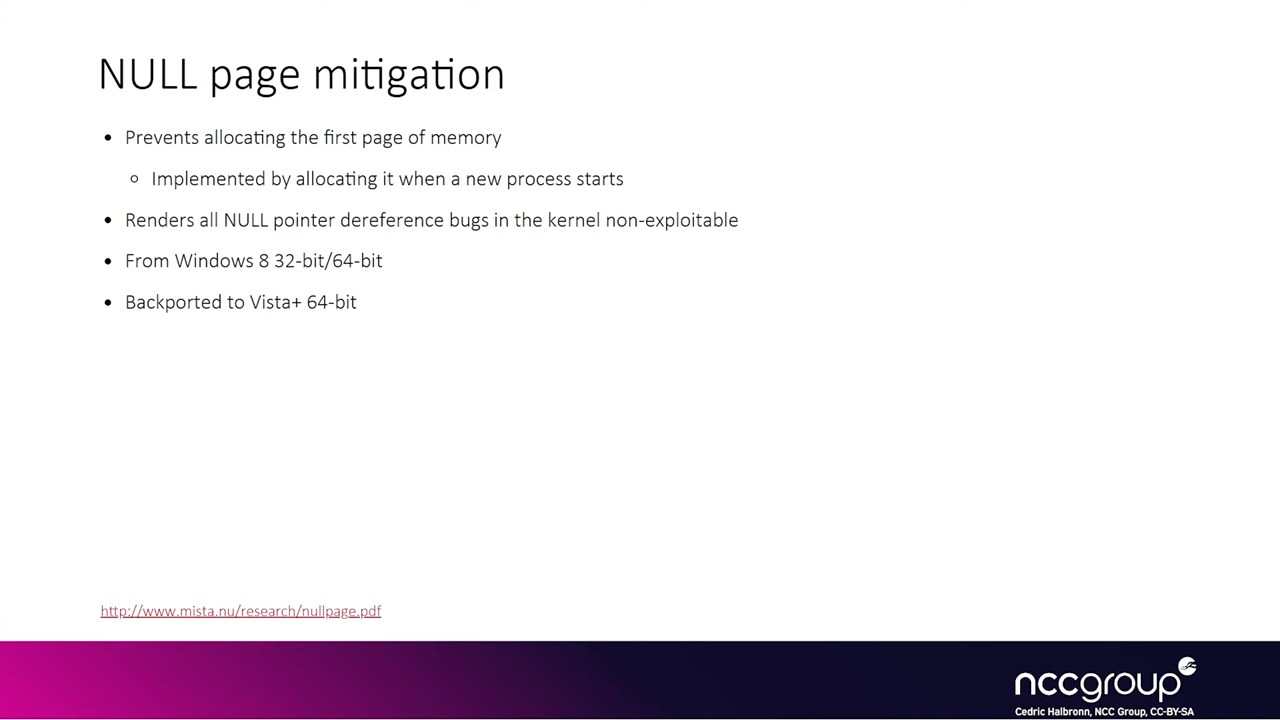 NULL page mitigation
• Prevents allocating the first page of memory
○ Implemented by allocating it when a new process starts
• Renders all NULL pointer dereference bugs in the kernel non-exploitable
• From Windows 8 32-bit/64-bit
• Backported to Vista+ 64-bit
http://www.mista.nu/research/nullpage.pdf
nccgroup
Cedric Halbronn, NCC Group, CC-BY-SA